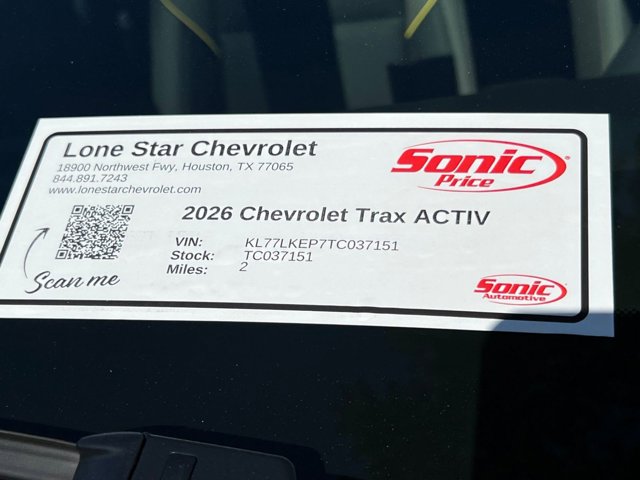 Lone Star Chevrolet
18900 Northwest Fwy, Houston, TX 77065
844.891.7243
www.lonestarchevrolet.com
Sonic®
Price
2026 Chevrolet Trax ACTIV
VIN: KL77LKEP7TC037151
Stock: TC037151
Miles: 2
Scan me
Sonic
Automotive